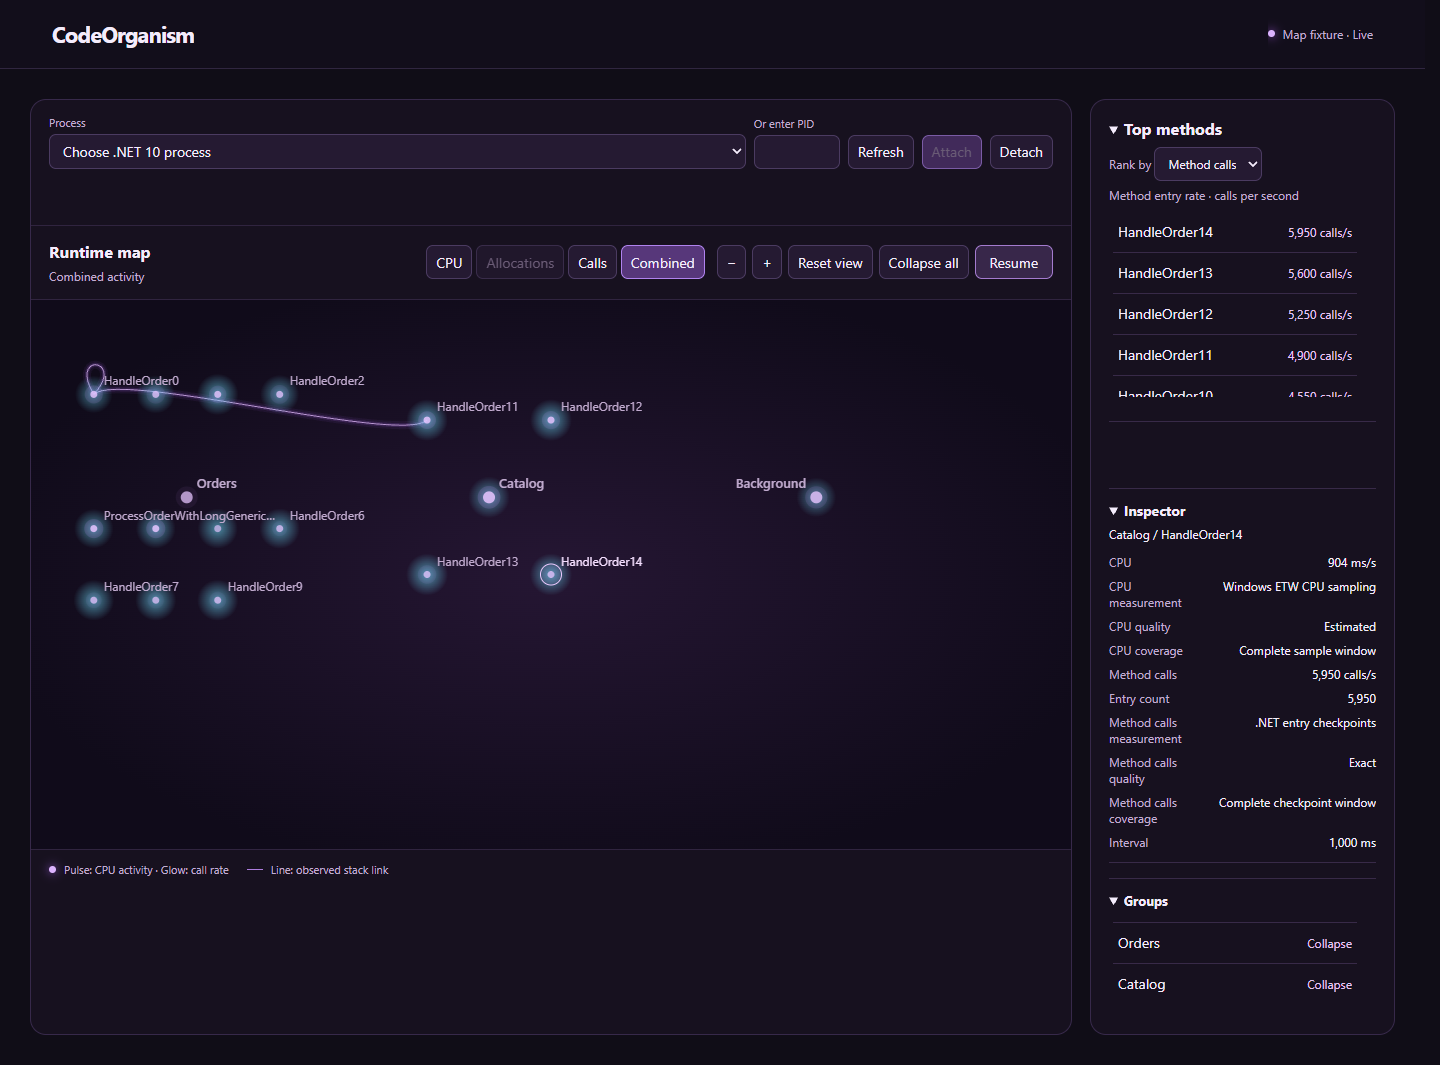 CodeOrganism
Map fixture · Live
Process
Choose .NET 10 process
Or enter PID
Refresh
Attach
Detach
Runtime map
Combined activity
CPU
Allocations
Calls
Combined
−
+
Reset view
Collapse all
Resume
HandleOrder0
HandleOrder2
HandleOrder11
HandleOrder12
Orders
Catalog
Background
ProcessOrderWithLongGeneric...
HandleOrder6
HandleOrder13
HandleOrder14
HandleOrder7
HandleOrder9
Pulse: CPU activity · Glow: call rate
Line: observed stack link
Top methods
Rank by Method calls
Method entry rate · calls per second
HandleOrder14 5,950 calls/s
HandleOrder13 5,600 calls/s
HandleOrder12 5,250 calls/s
HandleOrder11 4,900 calls/s
HandleOrder10 4,550 calls/s
Inspector
Catalog / HandleOrder14
CPU 904 ms/s
CPU measurement Windows ETW CPU sampling
CPU quality Estimated
CPU coverage Complete sample window
Method calls 5,950 calls/s
Entry count 5,950
Method calls measurement .NET entry checkpoints
Method calls quality Exact
Method calls coverage Complete checkpoint window
Interval 1,000 ms
Groups
Orders Collapse
Catalog Collapse